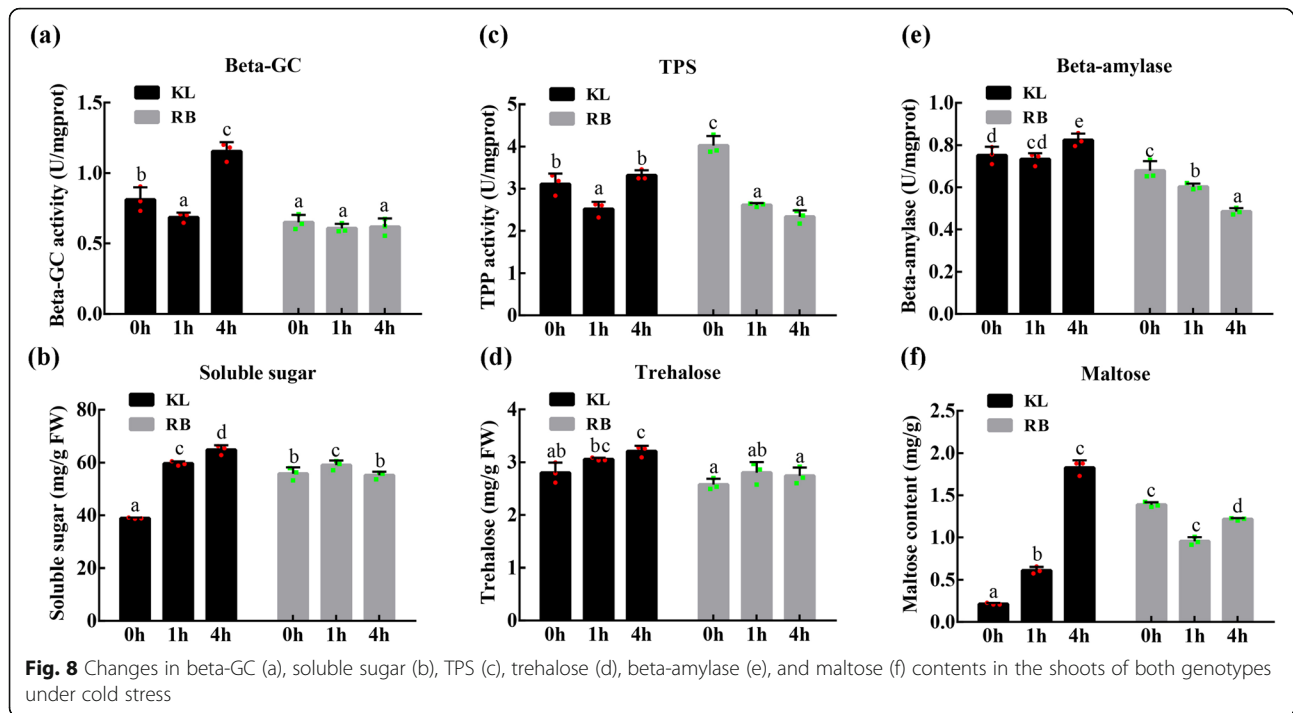 (a)
Beta-GC
KL
RB
Beta-GC activity (U/mgprot)
1.5
1.0
0.5
0.0
b
a
c
a
a
a
0h 1h 4h 0h 1h 4h
(c)
TPS
KL
RB
TPP activity (U/mgprot)
5
4
3
2
1
0
b
a
b
c
a
a
0h 1h 4h 0h 1h 4h
(e)
Beta-amylase
KL
RB
Beta-amylase (U/mgprot)
1.0
0.8
0.6
0.4
0.2
0.0
d
cd
e
c
b
a
0h 1h 4h 0h 1h 4h
(b)
Soluble sugar
KL
RB
Soluble sugar (mg/g FW)
80
60
40
20
0
a
c
d
b
c
b
0h 1h 4h 0h 1h 4h
(d)
Trehalose
KL
RB
Trehalose (mg/g FW)
4
3
2
1
0
ab
bc
c
a
ab
a
0h 1h 4h 0h 1h 4h
(f)
Maltose
KL
RB
Maltose content (mg/g)
2.5
2.0
1.5
1.0
0.5
0.0
a
b
c
c
c
d
0h 1h 4h 0h 1h 4h
Fig. 8 Changes in beta-GC (a), soluble sugar (b), TPS (c), trehalose (d), beta-amylase (e), and maltose (f) contents in the shoots of both genotypes
under cold stress